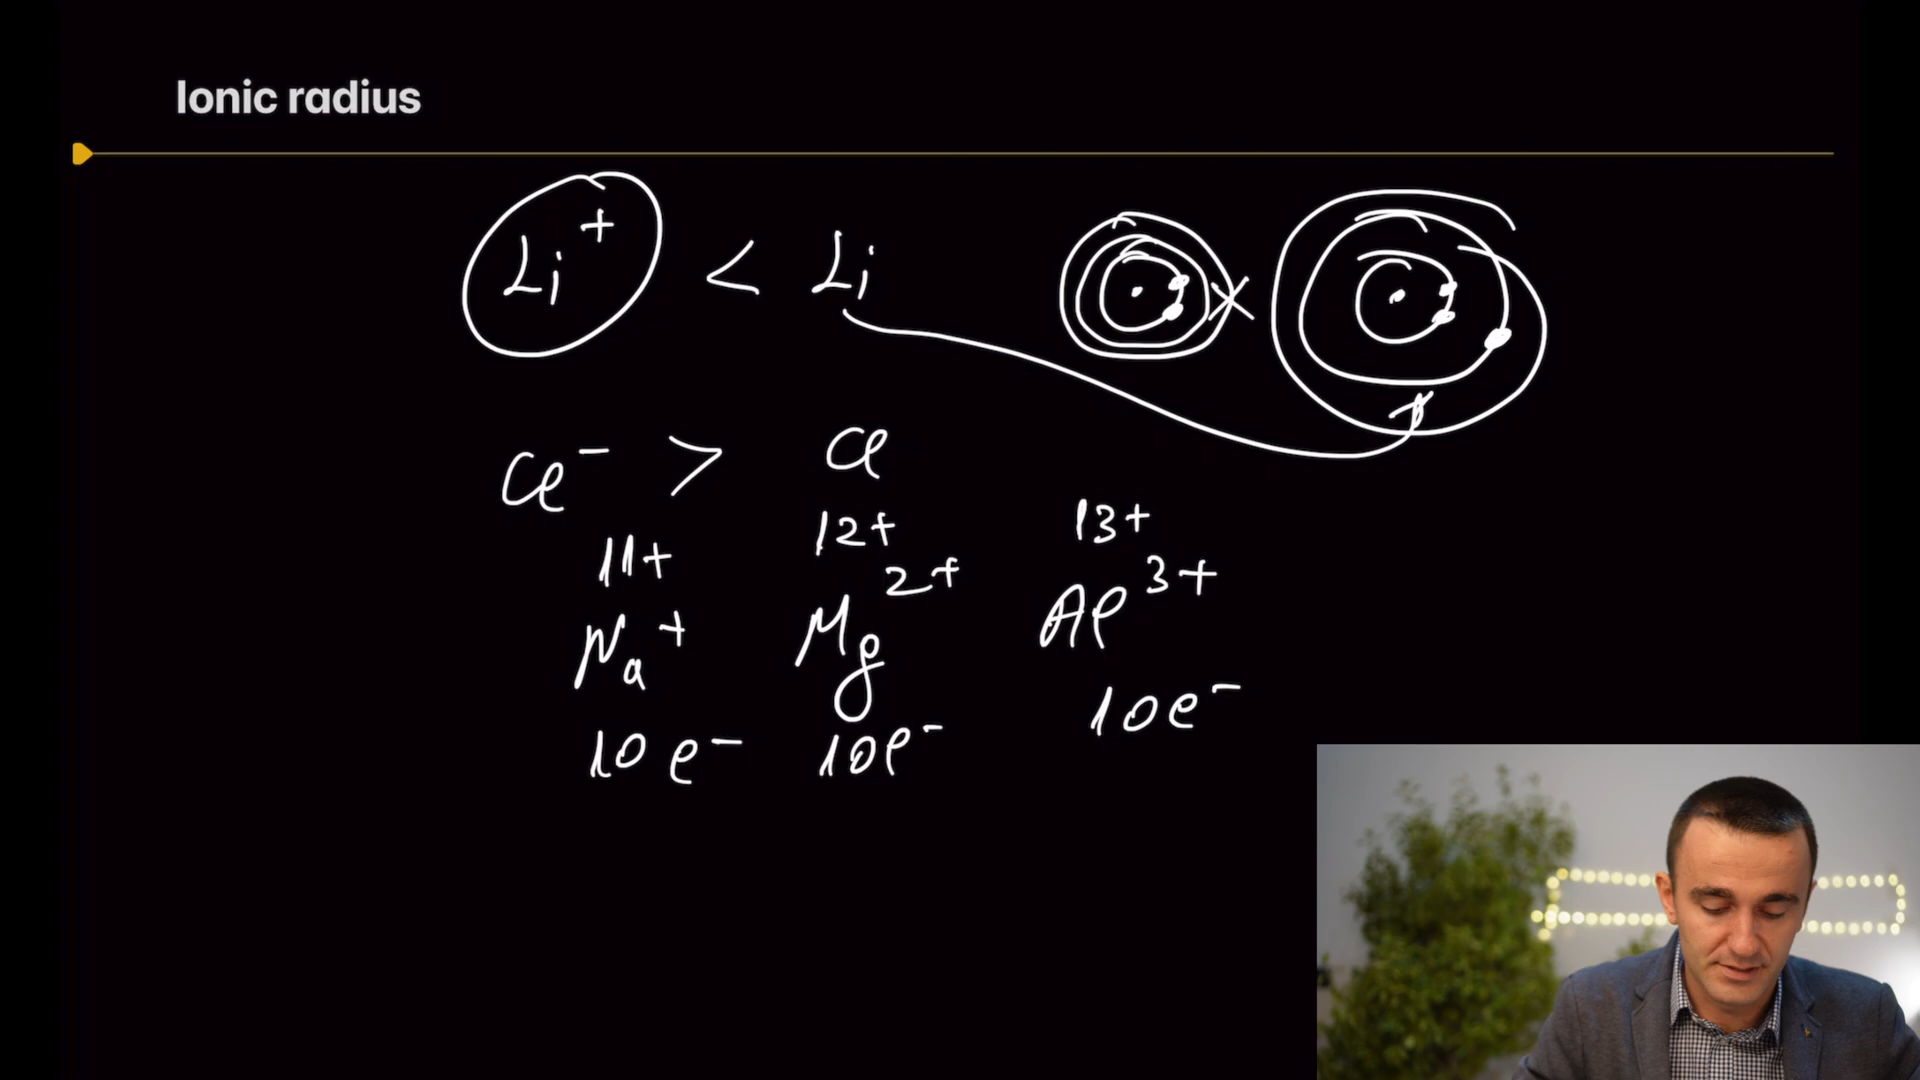 Ionic radius
Li⁺ < Li
Cl⁻ > Cl
11+ 12+ 13+
Na⁺ Mg²⁺ Al³⁺
10e⁻ 10e⁻ 10e⁻